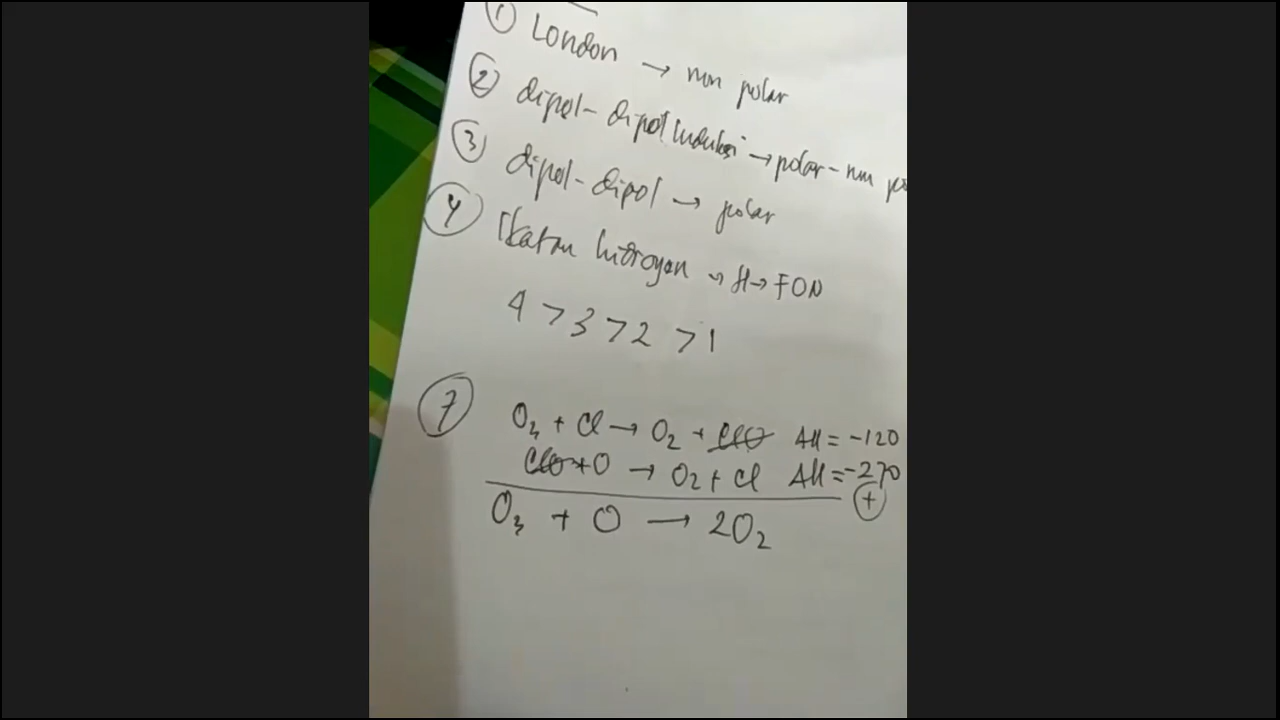 ① London → non polar
② dipol-dipol Induksi → polar-non po
③ dipol-dipol → polar
④ Ikatan hidrogen → H→ FON
4 > 3 > 2 > 1
⑦ O₃ + Cl → O₂ + ClO ΔH = -120
ClO + O → O₂ + Cl ΔH = -270
(+)
O₃ + O → 2O₂